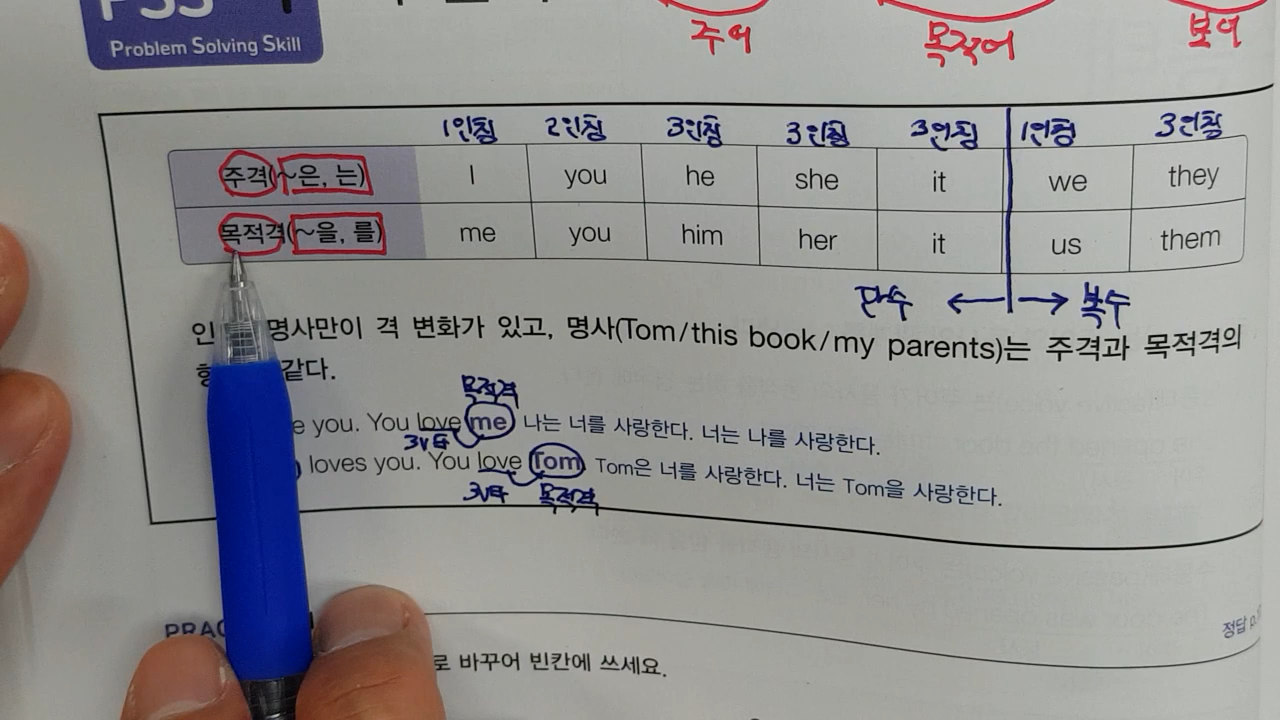 Problem Solving Skill
주어 목적어 보어
1인칭 2인칭 3인칭 3인칭 3인칭 1인칭 3인칭
주격(~은, 는) I you he she it we they
목적격(~을, 를) me you him her it us them
단수 ← → 복수
명사만이 격 변화가 있고, 명사(Tom/this book/my parents)는 주격과 목적격의
같다.
목적격
you. You love me 나는 너를 사랑한다. 너는 나를 사랑한다.
loves you. You love Tom Tom은 너를 사랑한다. 너는 Tom을 사랑한다.
목적격
정답
로 바꾸어 빈칸에 쓰세요.